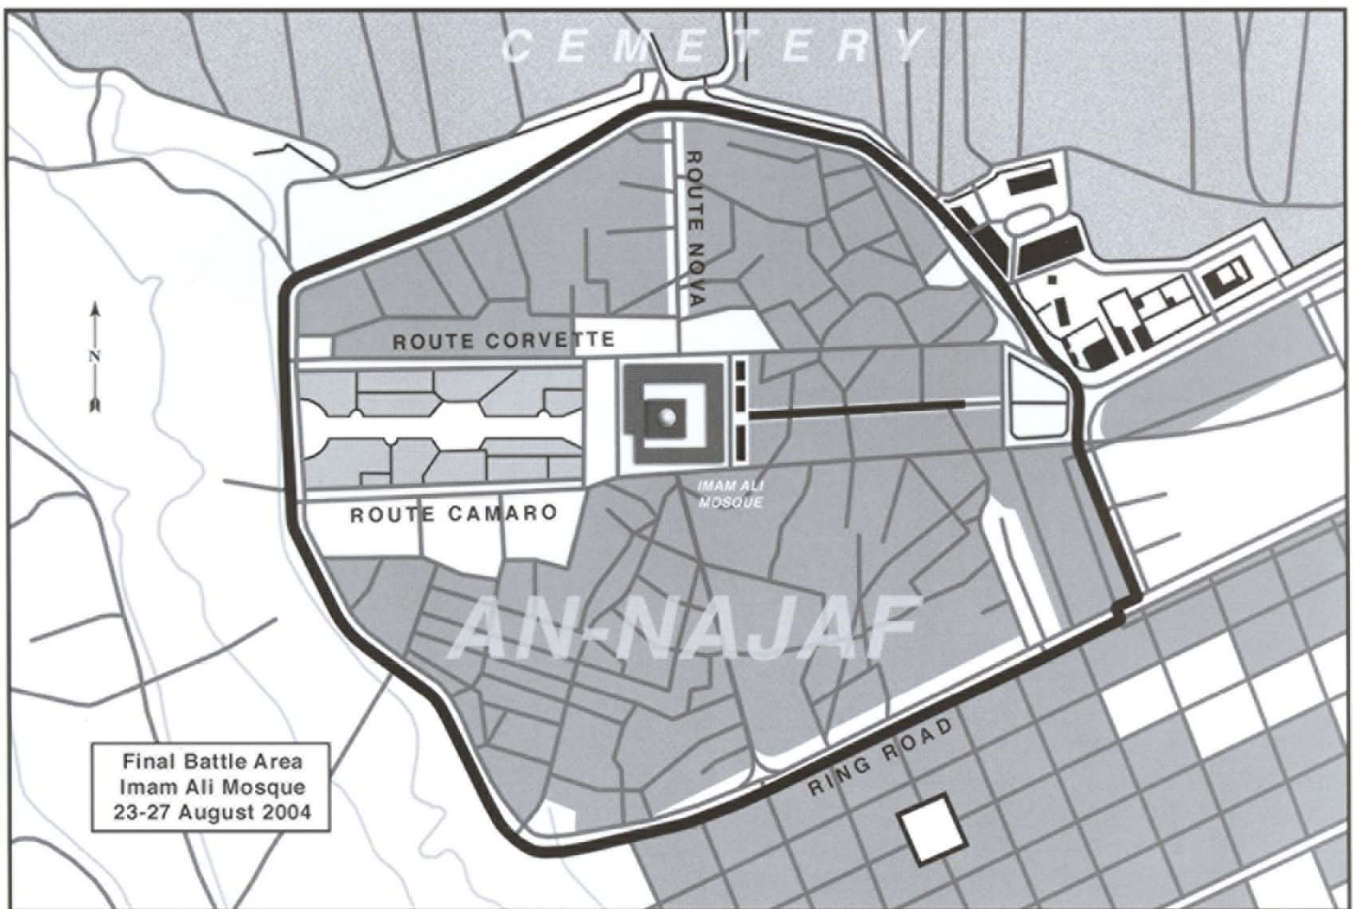 CEMETERY
ROUTE NOVA
ROUTE CORVETTE
N
IMAM ALI
MOSQUE
ROUTE CAMARO
AN-NAJAF
RING ROAD
Final Battle Area
Imam Ali Mosque
23-27 August 2004